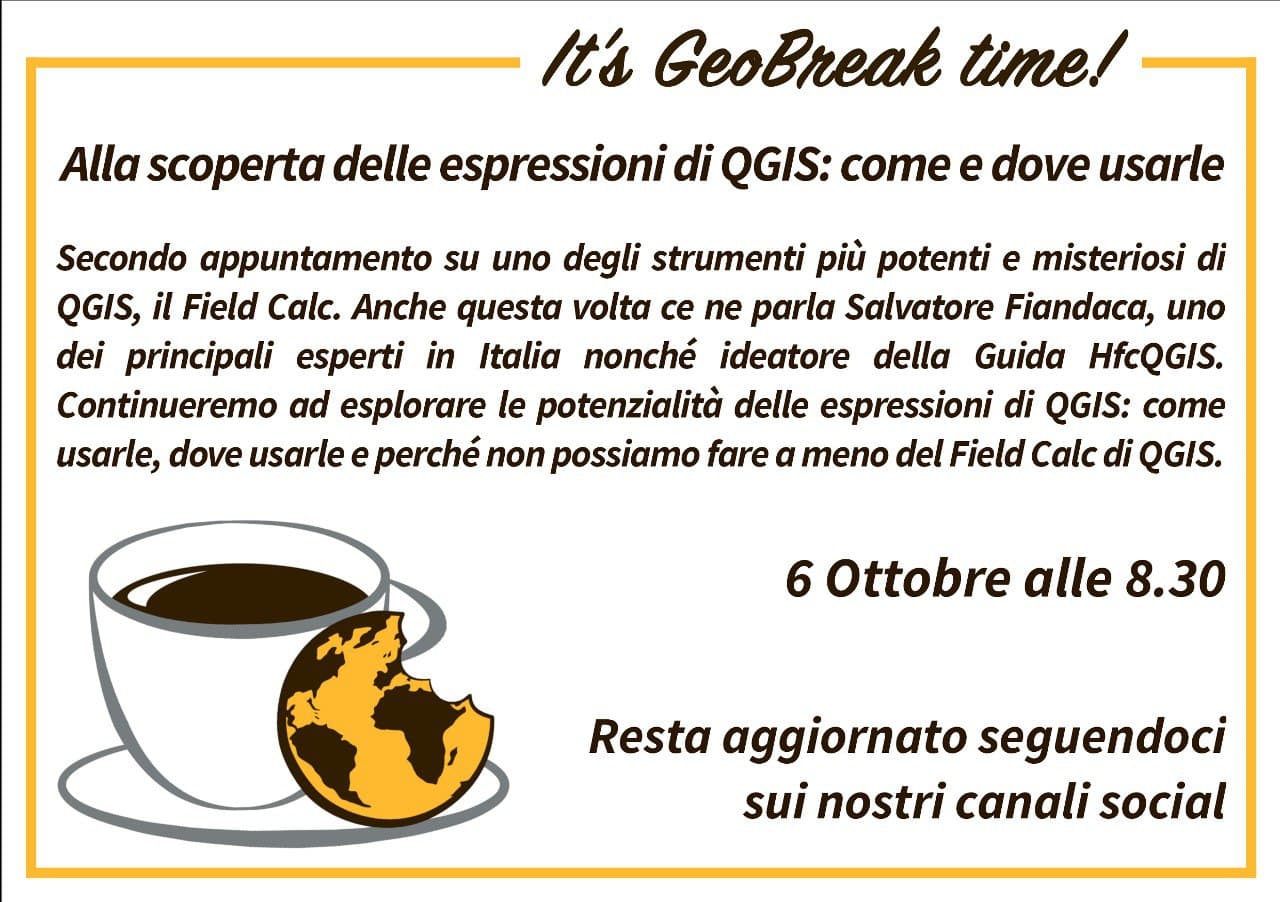 It's GeoBreak time!
Alla scoperta delle espressioni di QGIS: come e dove usarle
Secondo appuntamento su uno degli strumenti più potenti e misteriosi di
QGIS, il Field Calc. Anche questa volta ce ne parla Salvatore Fiandaca, uno
dei principali esperti in Italia nonché ideatore della Guida HfcQGIS.
Continueremo ad esplorare le potenzialità delle espressioni di QGIS: come
usarle, dove usarle e perché non possiamo fare a meno del Field Calc di QGIS.
6 Ottobre alle 8.30
Resta aggiornato seguendoci
sui nostri canali social